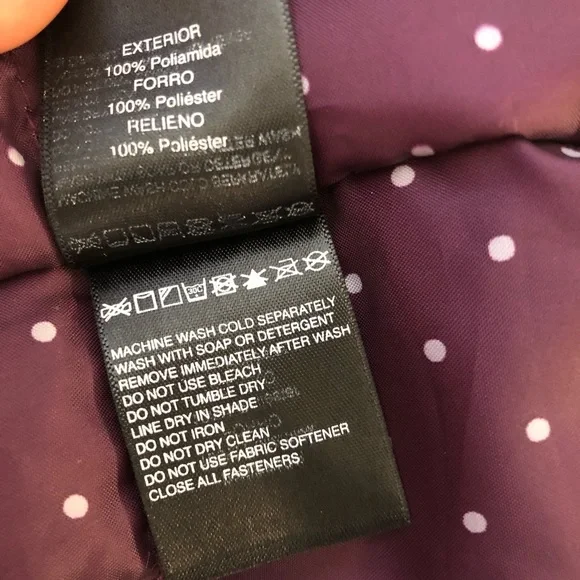 EXTERIOR
100% Poliamida
FORRO
100% Poliéster
RELIENO
100% Poliéster
30C
MACHINE WASH COLD SEPARATELY
WASH WITH SOAP OR DETERGENT
REMOVE IMMEDIATELY AFTER WASH
DO NOT USE BLEACH
DO NOT TUMBLE DRY
LINE DRY IN SHADE
DO NOT IRON
DO NOT DRY CLEAN
DO NOT USE FABRIC SOFTENER
CLOSE ALL FASTENERS